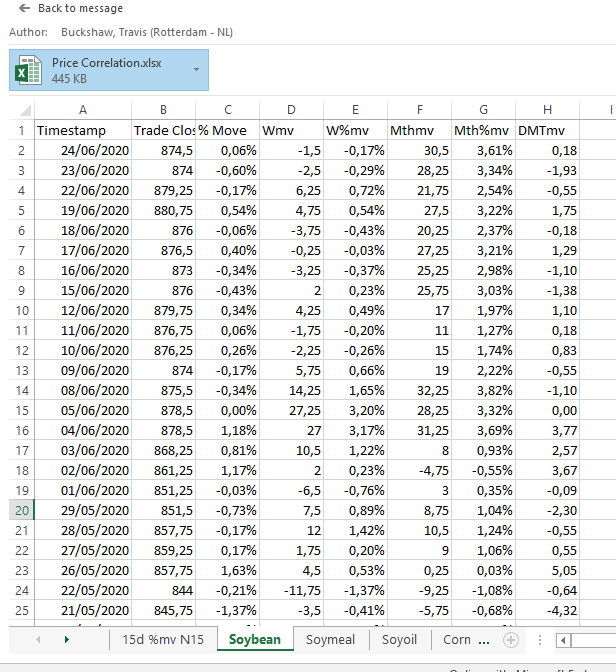 Back to message
Author: Buckshaw, Travis (Rotterdam - NL)
Price Correlation.xlsx
445 KB
A B C D E F G H I
1 Timestamp Trade Clos % Move Wmv W%mv Mthmv Mth%mv DMTmv
2 24/06/2020 874,5 0,06% -1,5 -0,17% 30,5 3,61% 0,18
3 23/06/2020 874 -0,60% -2,5 -0,29% 28,25 3,34% -1,93
4 22/06/2020 879,25 -0,17% 6,25 0,72% 21,75 2,54% -0,55
5 19/06/2020 880,75 0,54% 4,75 0,54% 27,5 3,22% 1,75
6 18/06/2020 876 -0,06% -3,75 -0,43% 20,25 2,37% -0,18
7 17/06/2020 876,5 0,40% -0,25 -0,03% 27,25 3,21% 1,29
8 16/06/2020 873 -0,34% -3,25 -0,37% 25,25 2,98% -1,10
9 15/06/2020 876 -0,43% 2 0,23% 25,75 3,03% -1,38
10 12/06/2020 879,75 0,34% 4,25 0,49% 17 1,97% 1,10
11 11/06/2020 876,75 0,06% -1,75 -0,20% 11 1,27% 0,18
12 10/06/2020 876,25 0,26% -2,25 -0,26% 15 1,74% 0,83
13 09/06/2020 874 -0,17% 5,75 0,66% 19 2,22% -0,55
14 08/06/2020 875,5 -0,34% 14,25 1,65% 32,25 3,82% -1,10
15 05/06/2020 878,5 0,00% 27,25 3,20% 28,25 3,32% 0,00
16 04/06/2020 878,5 1,18% 27 3,17% 31,25 3,69% 3,77
17 03/06/2020 868,25 0,81% 10,5 1,22% 8 0,93% 2,57
18 02/06/2020 861,25 1,17% 2 0,23% -4,75 -0,55% 3,67
19 01/06/2020 851,25 -0,03% -6,5 -0,76% 3 0,35% -0,09
20 29/05/2020 851,5 -0,73% 7,5 0,89% 8,75 1,04% -2,30
21 28/05/2020 857,75 -0,17% 12 1,42% 10,5 1,24% -0,55
22 27/05/2020 859,25 0,17% 1,75 0,20% 9 1,06% 0,55
23 26/05/2020 857,75 1,63% 4,5 0,53% 0,25 0,03% 5,05
24 22/05/2020 844 -0,21% -11,75 -1,37% -9,25 -1,08% -0,64
25 21/05/2020 845,75 -1,37% -3,5 -0,41% -5,75 -0,68% -4,32
15d %mv N15 Soybean Soymeal Soyoil Corn ...